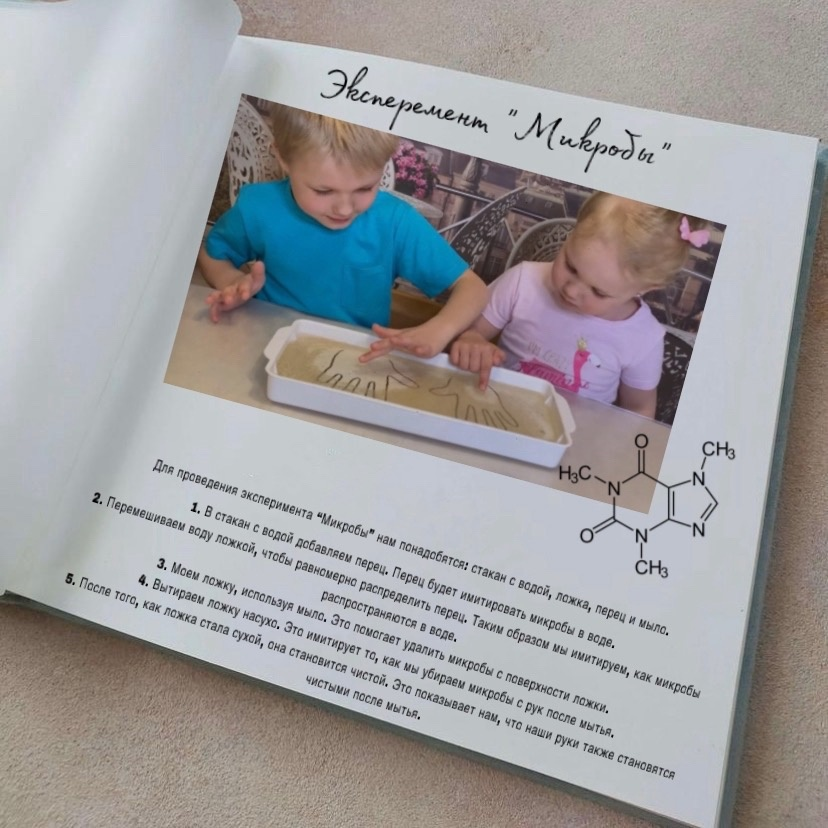 Эксперемент "Микробы"
Для проведения эксперимента "Микробы" нам понадобятся: стакан с водой, ложка, перец и мыло.
1. В стакан с водой добавляем перец. Перец будет имитировать микробы в воде.
2. Перемешиваем воду ложкой, чтобы равномерно распределить перец. Таким образом мы имитируем, как микробы
распространяются в воде.
3. Моем ложку, используя мыло. Это помогает удалить микробы с поверхности ложки.
4. Вытираем ложку насухо. Это имитирует то, как мы убираем микробы с рук после мытья.
5. После того, как ложка стала сухой, она становится чистой. Это показывает нам, что наши руки также становятся
чистыми после мытья.
O
CH₃
H₃C
N
N
O
N
N
CH₃